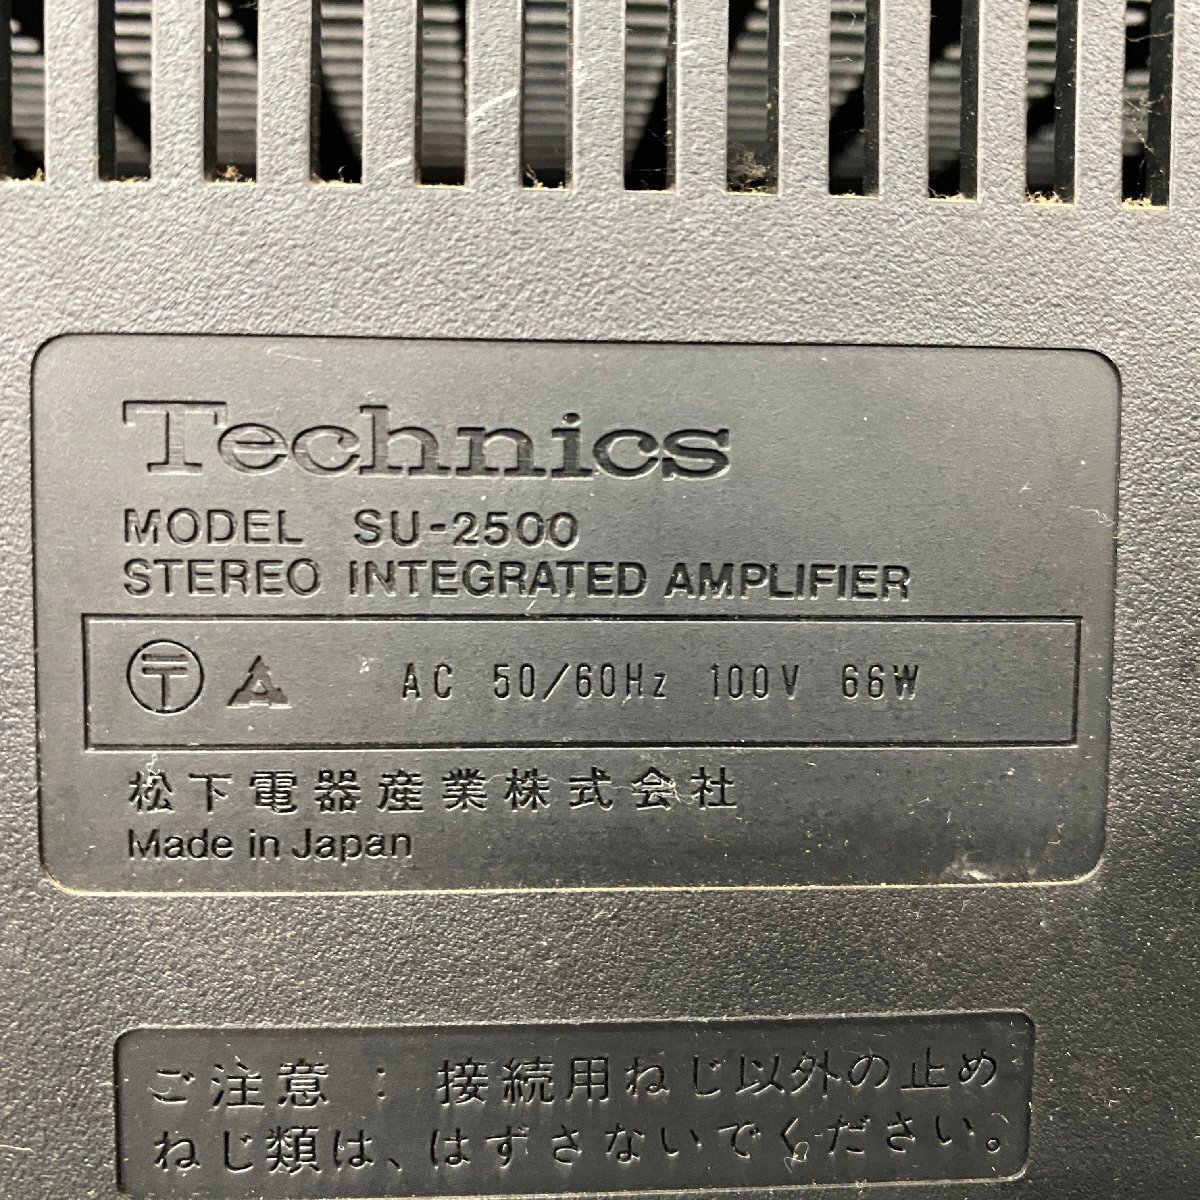 Technics
MODEL SU-2500
STEREO INTEGRATED AMPLIFIER
〒 A AC 50/60Hz 100V 66W
松下電器産業株式会社
Made in Japan
ご注意：接続用ねじ以外の止め
ねじ類は、はずさないでください。